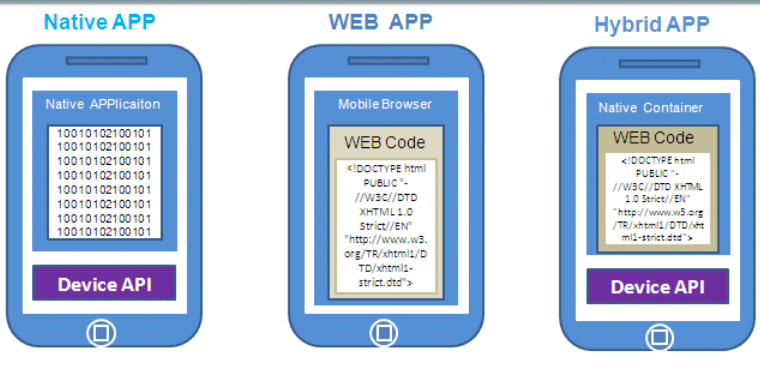 Native APP
WEB APP
Hybrid APP
Native APPlicaiton
10010102100101
10010102100101
10010102100101
10010102100101
10010102100101
10010102100101
10010102100101
10010102100101
Device API
Mobile Browser
WEB Code
<!DOCTYPE html
PUBLIC "-
//W3C//DTD
XHTML 1.0
Strict//EN"
"http://www.w3.
org/TR/xhtml1/D
TD/xhtml1-
strict.dtd">
Native Container
WEB Code
<!DOCTYPE html
PUBLIC "-
//W3C//DTD XHTML
1.0 Strict//EN"
"http://www.w3.org
/TR/xhtml1/DTD/xht
ml1-strict.dtd">
Device API